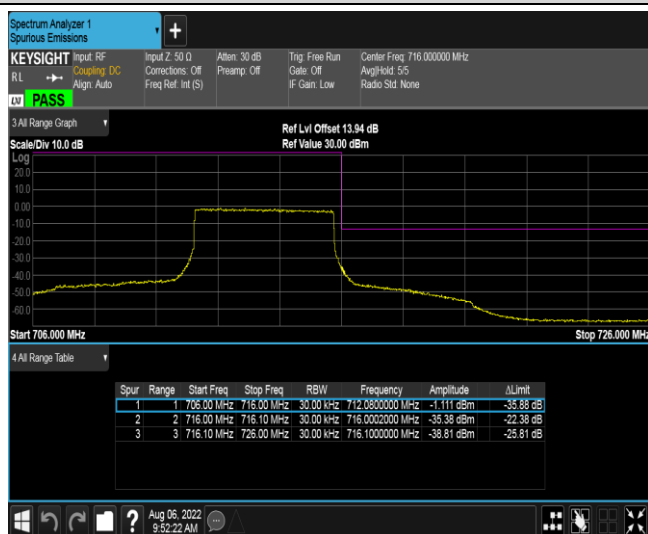 Spectrum Analyzer 1
Spurious Emissions
KEYSIGHT Input: RF Input Z: 50 Ω Atten: 30 dB Trig: Free Run Center Freq: 716.000000 MHz
RL Coupling: DC Corrections: Off Preamp: Off Gate: Off Avg|Hold: 5/5
Align: Auto Freq Ref: Int (S) IF Gain: Low Radio Std: None
LXI PASS
3 All Range Graph
Ref Lvl Offset 13.94 dB
Scale/Div 10.0 dB Ref Value 30.00 dBm
Log
20.0
10.0
0.00
-10.0
-20.0
-30.0
-40.0
-50.0
-60.0
Start 706.000 MHz Stop 726.000 MHz
4 All Range Table
Spur Range Start Freq Stop Freq RBW Frequency Amplitude ΔLimit
1 1 706.00 MHz 716.00 MHz 30.00 kHz 712.0800000 MHz -1.111 dBm -35.88 dB
2 2 716.00 MHz 716.10 MHz 30.00 kHz 716.0002000 MHz -35.38 dBm -22.38 dB
3 3 716.10 MHz 726.00 MHz 30.00 kHz 716.1000000 MHz -38.81 dBm -25.81 dB
? Aug 06, 2022
9:52:22 AM